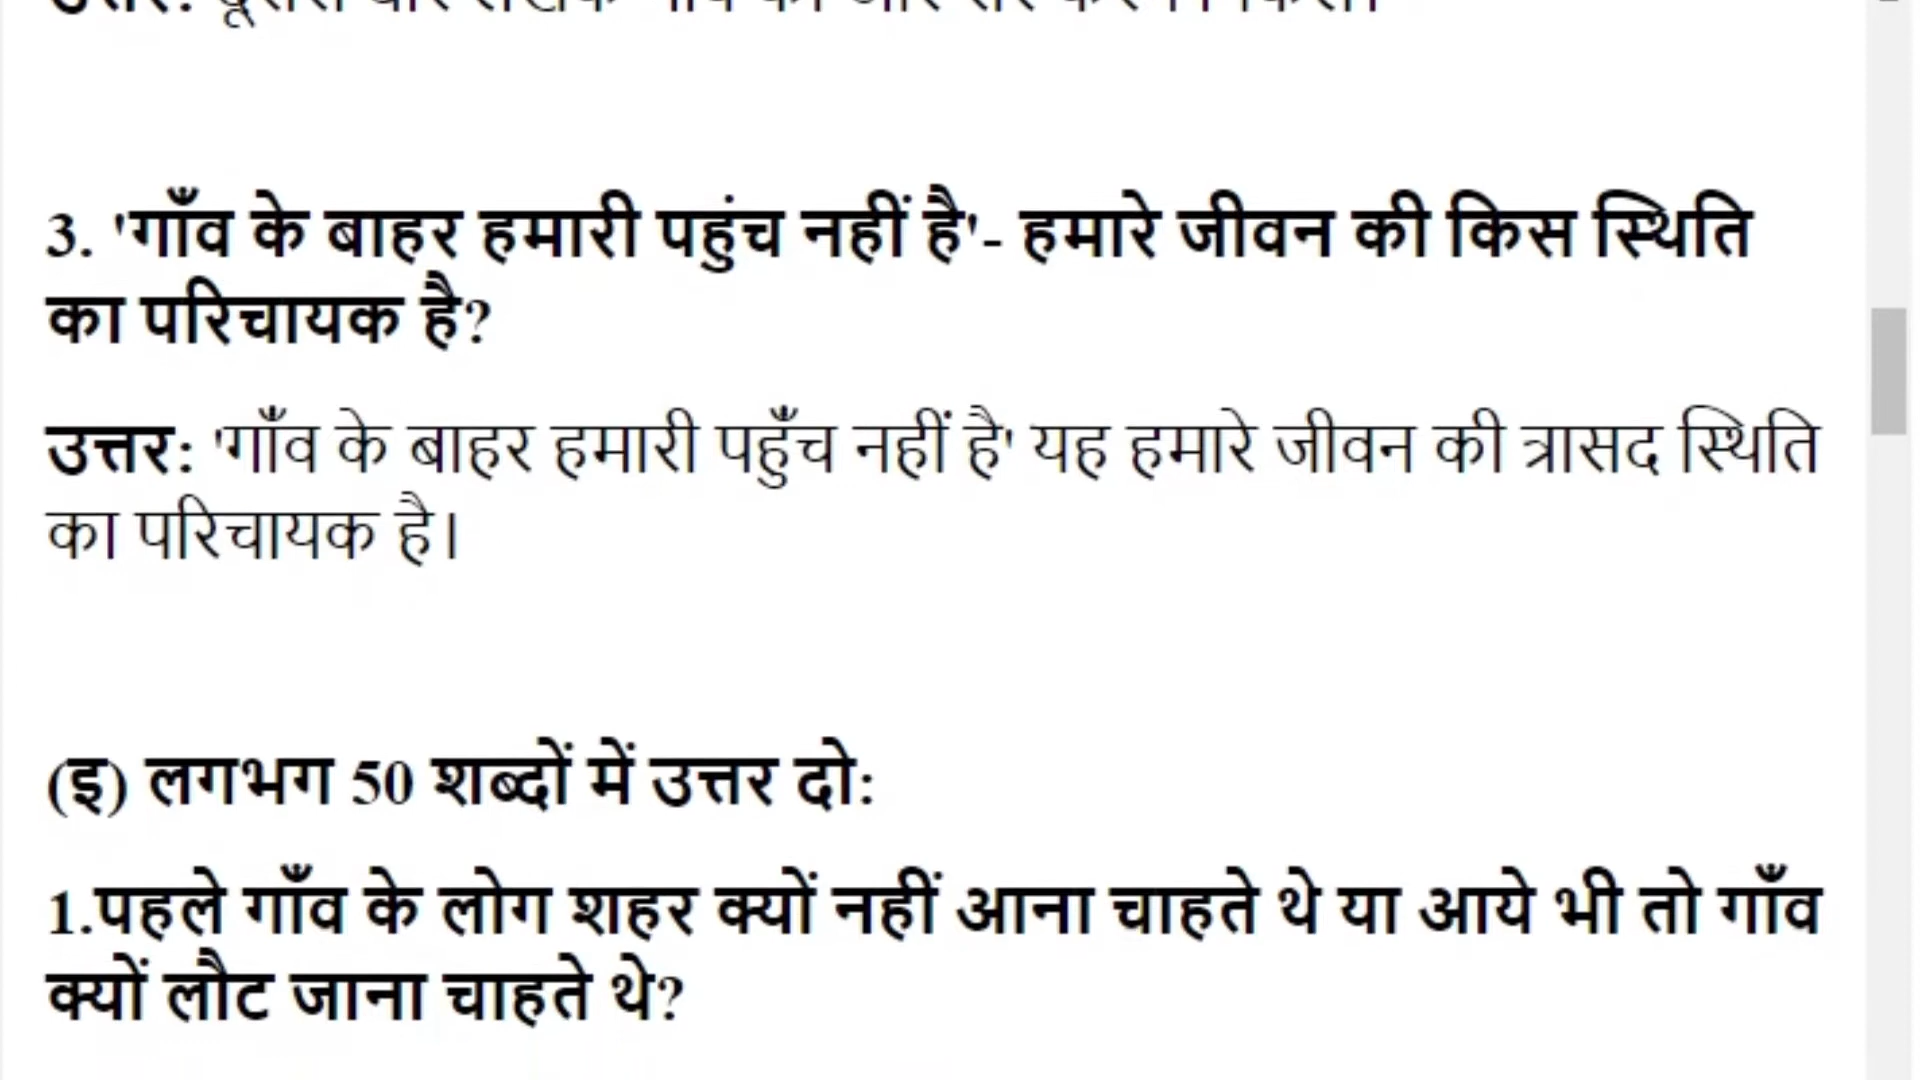 3. 'गाँव के बाहर हमारी पहुंच नहीं है'- हमारे जीवन की किस स्थिति
का परिचायक है?
उत्तर: 'गाँव के बाहर हमारी पहुँच नहीं है' यह हमारे जीवन की त्रासद स्थिति
का परिचायक है।
(इ) लगभग 50 शब्दों में उत्तर दो:
1.पहले गाँव के लोग शहर क्यों नहीं आना चाहते थे या आये भी तो गाँव
क्यों लौट जाना चाहते थे?